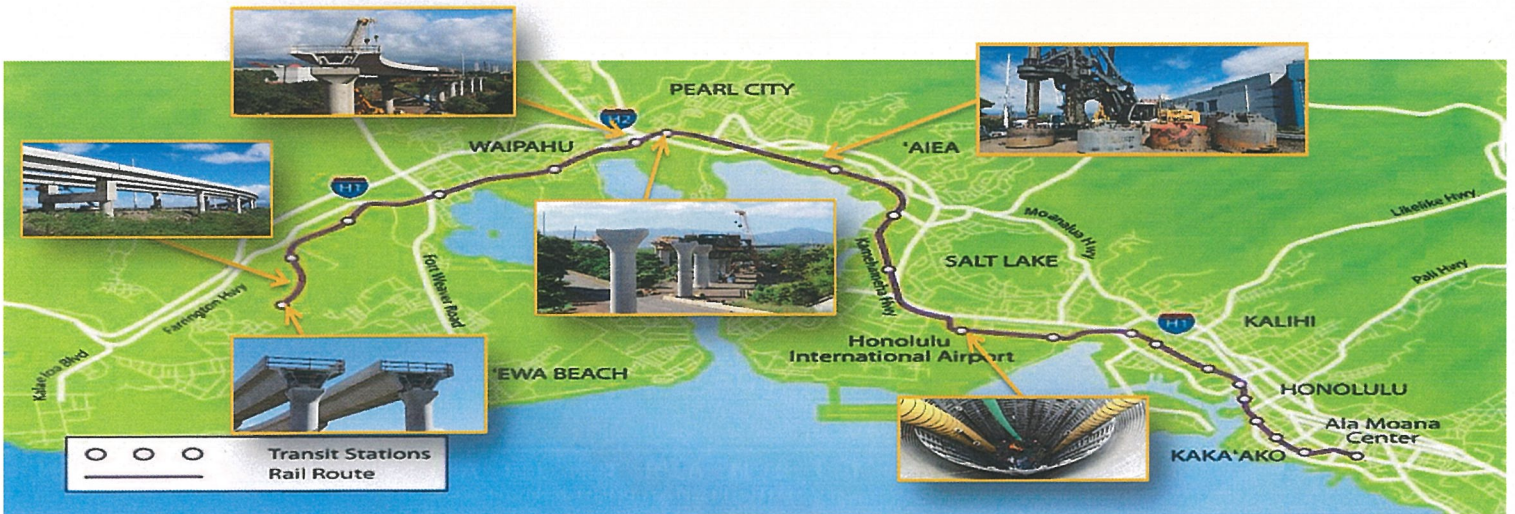 PEARL CITY
H2
WAIPAHU
'AIEA
H1
Moanalua Hwy
Likelike Hwy
SALT LAKE
Kamehameha Hwy
Pali Hwy
Fort Weaver Road
Farrington Hwy
H1
KALIHI
Honolulu
International Airport
Kalaeloa Blvd
'EWA BEACH
HONOLULU
Ala Moana
Center
KAKA'AKO
Transit Stations
Rail Route